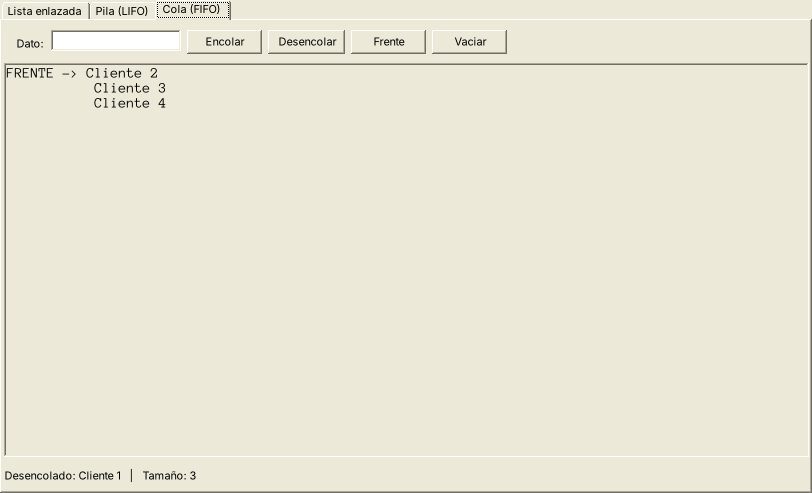 Lista enlazada Pila (LIFO) Cola (FIFO)
Dato: Encolar Desencolar Frente Vaciar
FRENTE -> Cliente 2
Cliente 3
Cliente 4
Desencolado: Cliente 1 | Tamaño: 3